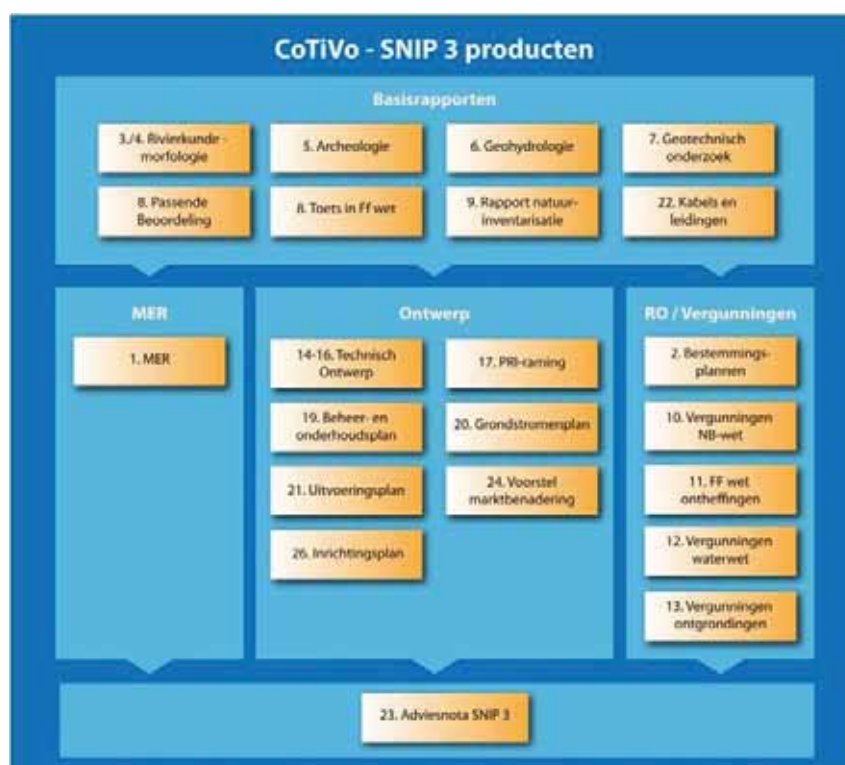 CoTiVo - SNIP 3 producten
Basisrapporten
3./4. Rivierkunde -
morfologie
5. Archeologie
6. Geohydrologie
7. Geotechnisch
onderzoek
8. Passende
Beoordeling
8. Toets in Ff wet
9. Rapport natuur-
inventarisatie
22. Kabels en
leidingen
MER
1. MER
Ontwerp
14-16. Technisch
Ontwerp
17. PRI-raming
19. Beheer- en
onderhoudsplan
20. Grondstromenplan
21. Uitvoeringsplan
24. Voorstel
marktbenadering
26. Inrichtingsplan
RO / Vergunningen
2. Bestemmings-
plannen
10. Vergunningen
NB-wet
11. FF wet
ontheffingen
12. Vergunningen
waterwet
13. Vergunningen
ontgrondingen
23. Adviesnota SNIP 3